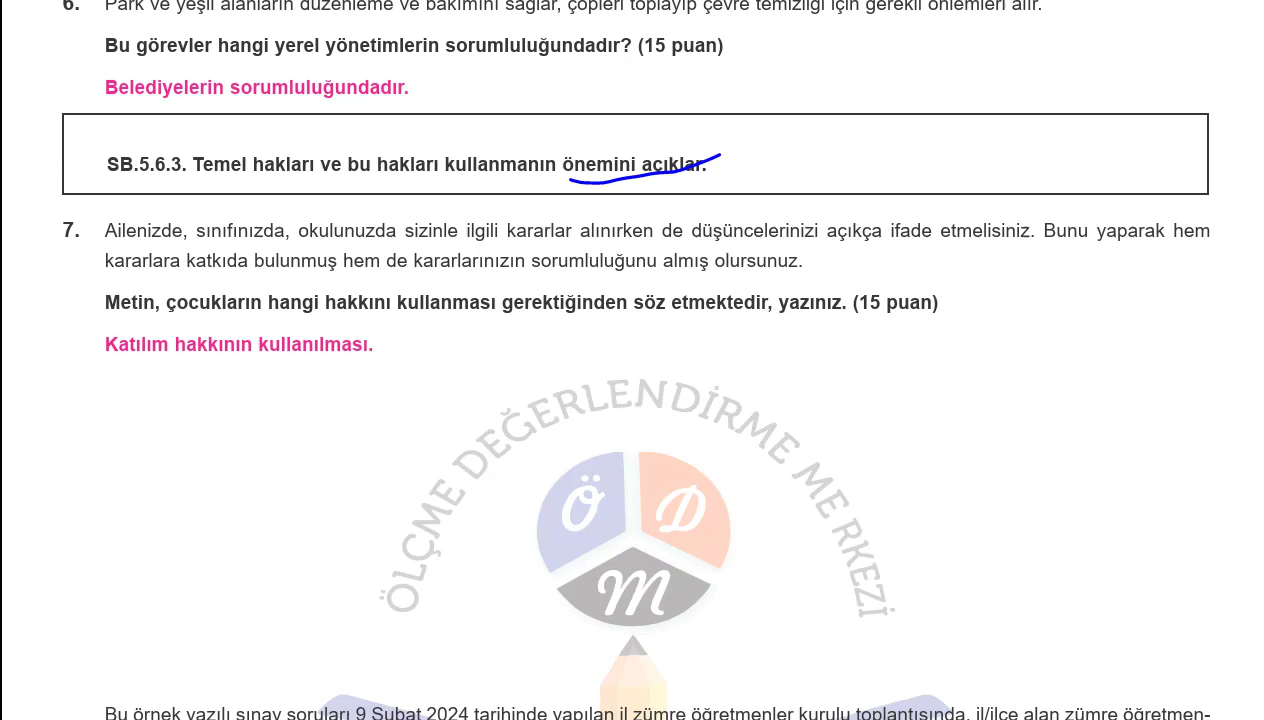 6. Park ve yeşil alanların düzenleme ve bakımını sağlar, çöpleri toplayıp çevre temizliği için gerekli önlemleri alır.
Bu görevler hangi yerel yönetimlerin sorumluluğundadır? (15 puan)
Belediyelerin sorumluluğundadır.
SB.5.6.3. Temel hakları ve bu hakları kullanmanın önemini açıklar.
7. Ailenizde, sınıfınızda, okulunuzda sizinle ilgili kararlar alınırken de düşüncelerinizi açıkça ifade etmelisiniz. Bunu yaparak hem
kararlara katkıda bulunmuş hem de kararlarınızın sorumluluğunu almış olursunuz.
Metin, çocukların hangi hakkını kullanması gerektiğinden söz etmektedir, yazınız. (15 puan)
Katılım hakkının kullanılması.
ÖLÇME DEĞERLENDİRME MERKEZİ
Ö D
M
Bu örnek yazılı sınav soruları 9 Şubat 2024 tarihinde yapılan il zümre öğretmenler kurulu toplantısında, il/ilçe alan zümre öğretmen-